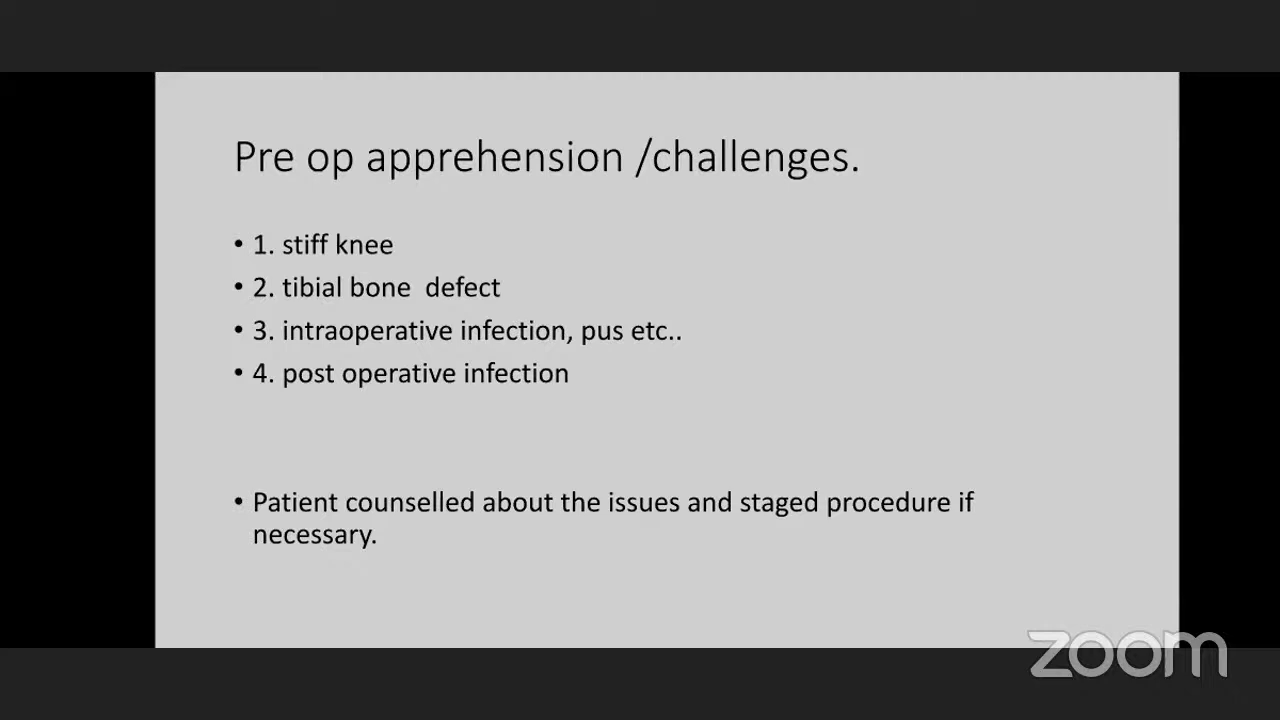 Pre op apprehension /challenges.
• 1. stiff knee
• 2. tibial bone  defect
• 3. intraoperative infection, pus etc..
• 4. post operative infection
• Patient counselled about the issues and staged procedure if
necessary.
zoom